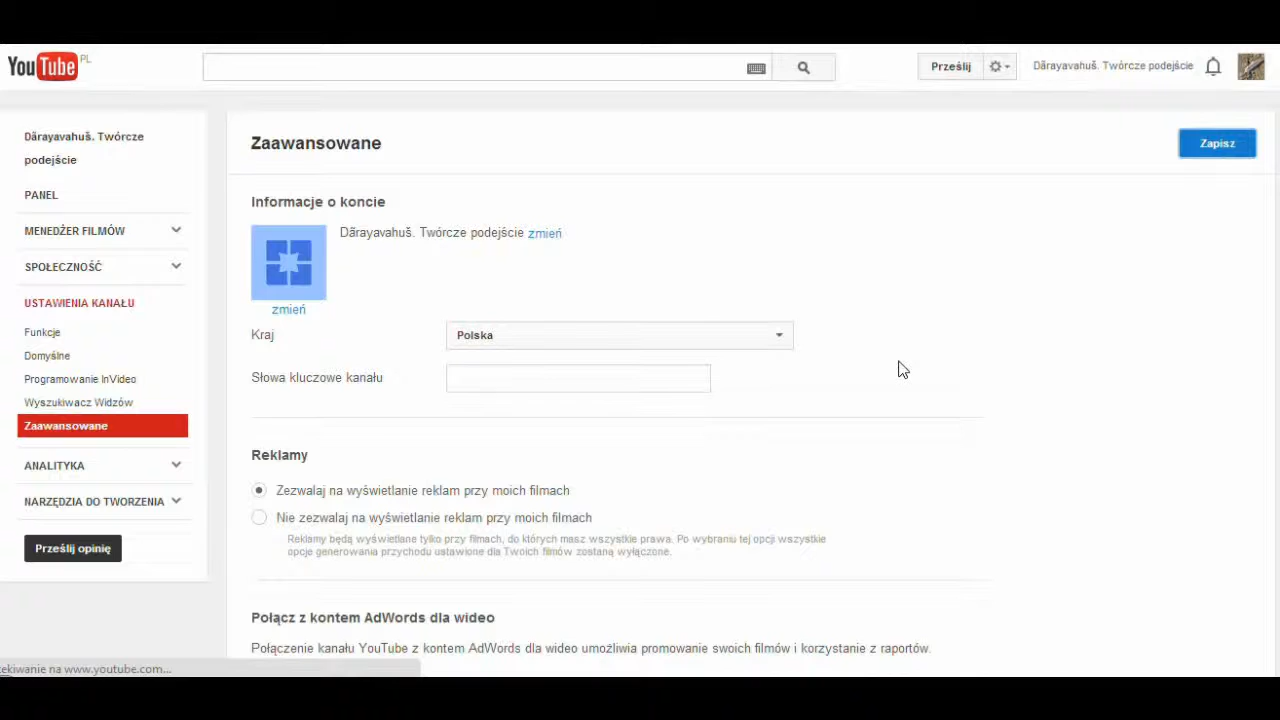 YouTube PL
Prześlij
Dārayavahuš. Twórcze podejście
Dārayavahuš. Twórcze
podejście
PANEL
MENEDŻER FILMÓW
SPOŁECZNOŚĆ
USTAWIENIA KANAŁU
Funkcje
Domyślne
Programowanie InVideo
Wyszukiwacz Widzów
Zaawansowane
ANALITYKA
NARZĘDZIA DO TWORZENIA
Prześlij opinię
Zaawansowane
Zapisz
Informacje o koncie
Dārayavahuš. Twórcze podejście zmień
zmień
Kraj
Polska
Słowa kluczowe kanału
Reklamy
Zezwalaj na wyświetlanie reklam przy moich filmach
Nie zezwalaj na wyświetlanie reklam przy moich filmach
Reklamy będą wyświetlane tylko przy filmach, do których masz wszystkie prawa. Po wybraniu tej opcji wszystkie
opcje generowania przychodu ustawione dla Twoich filmów zostaną wyłączone.
Połącz z kontem AdWords dla wideo
Połączenie kanału YouTube z kontem AdWords dla wideo umożliwia promowanie swoich filmów i korzystanie z raportów.
ekiwanie na www.youtube.com...